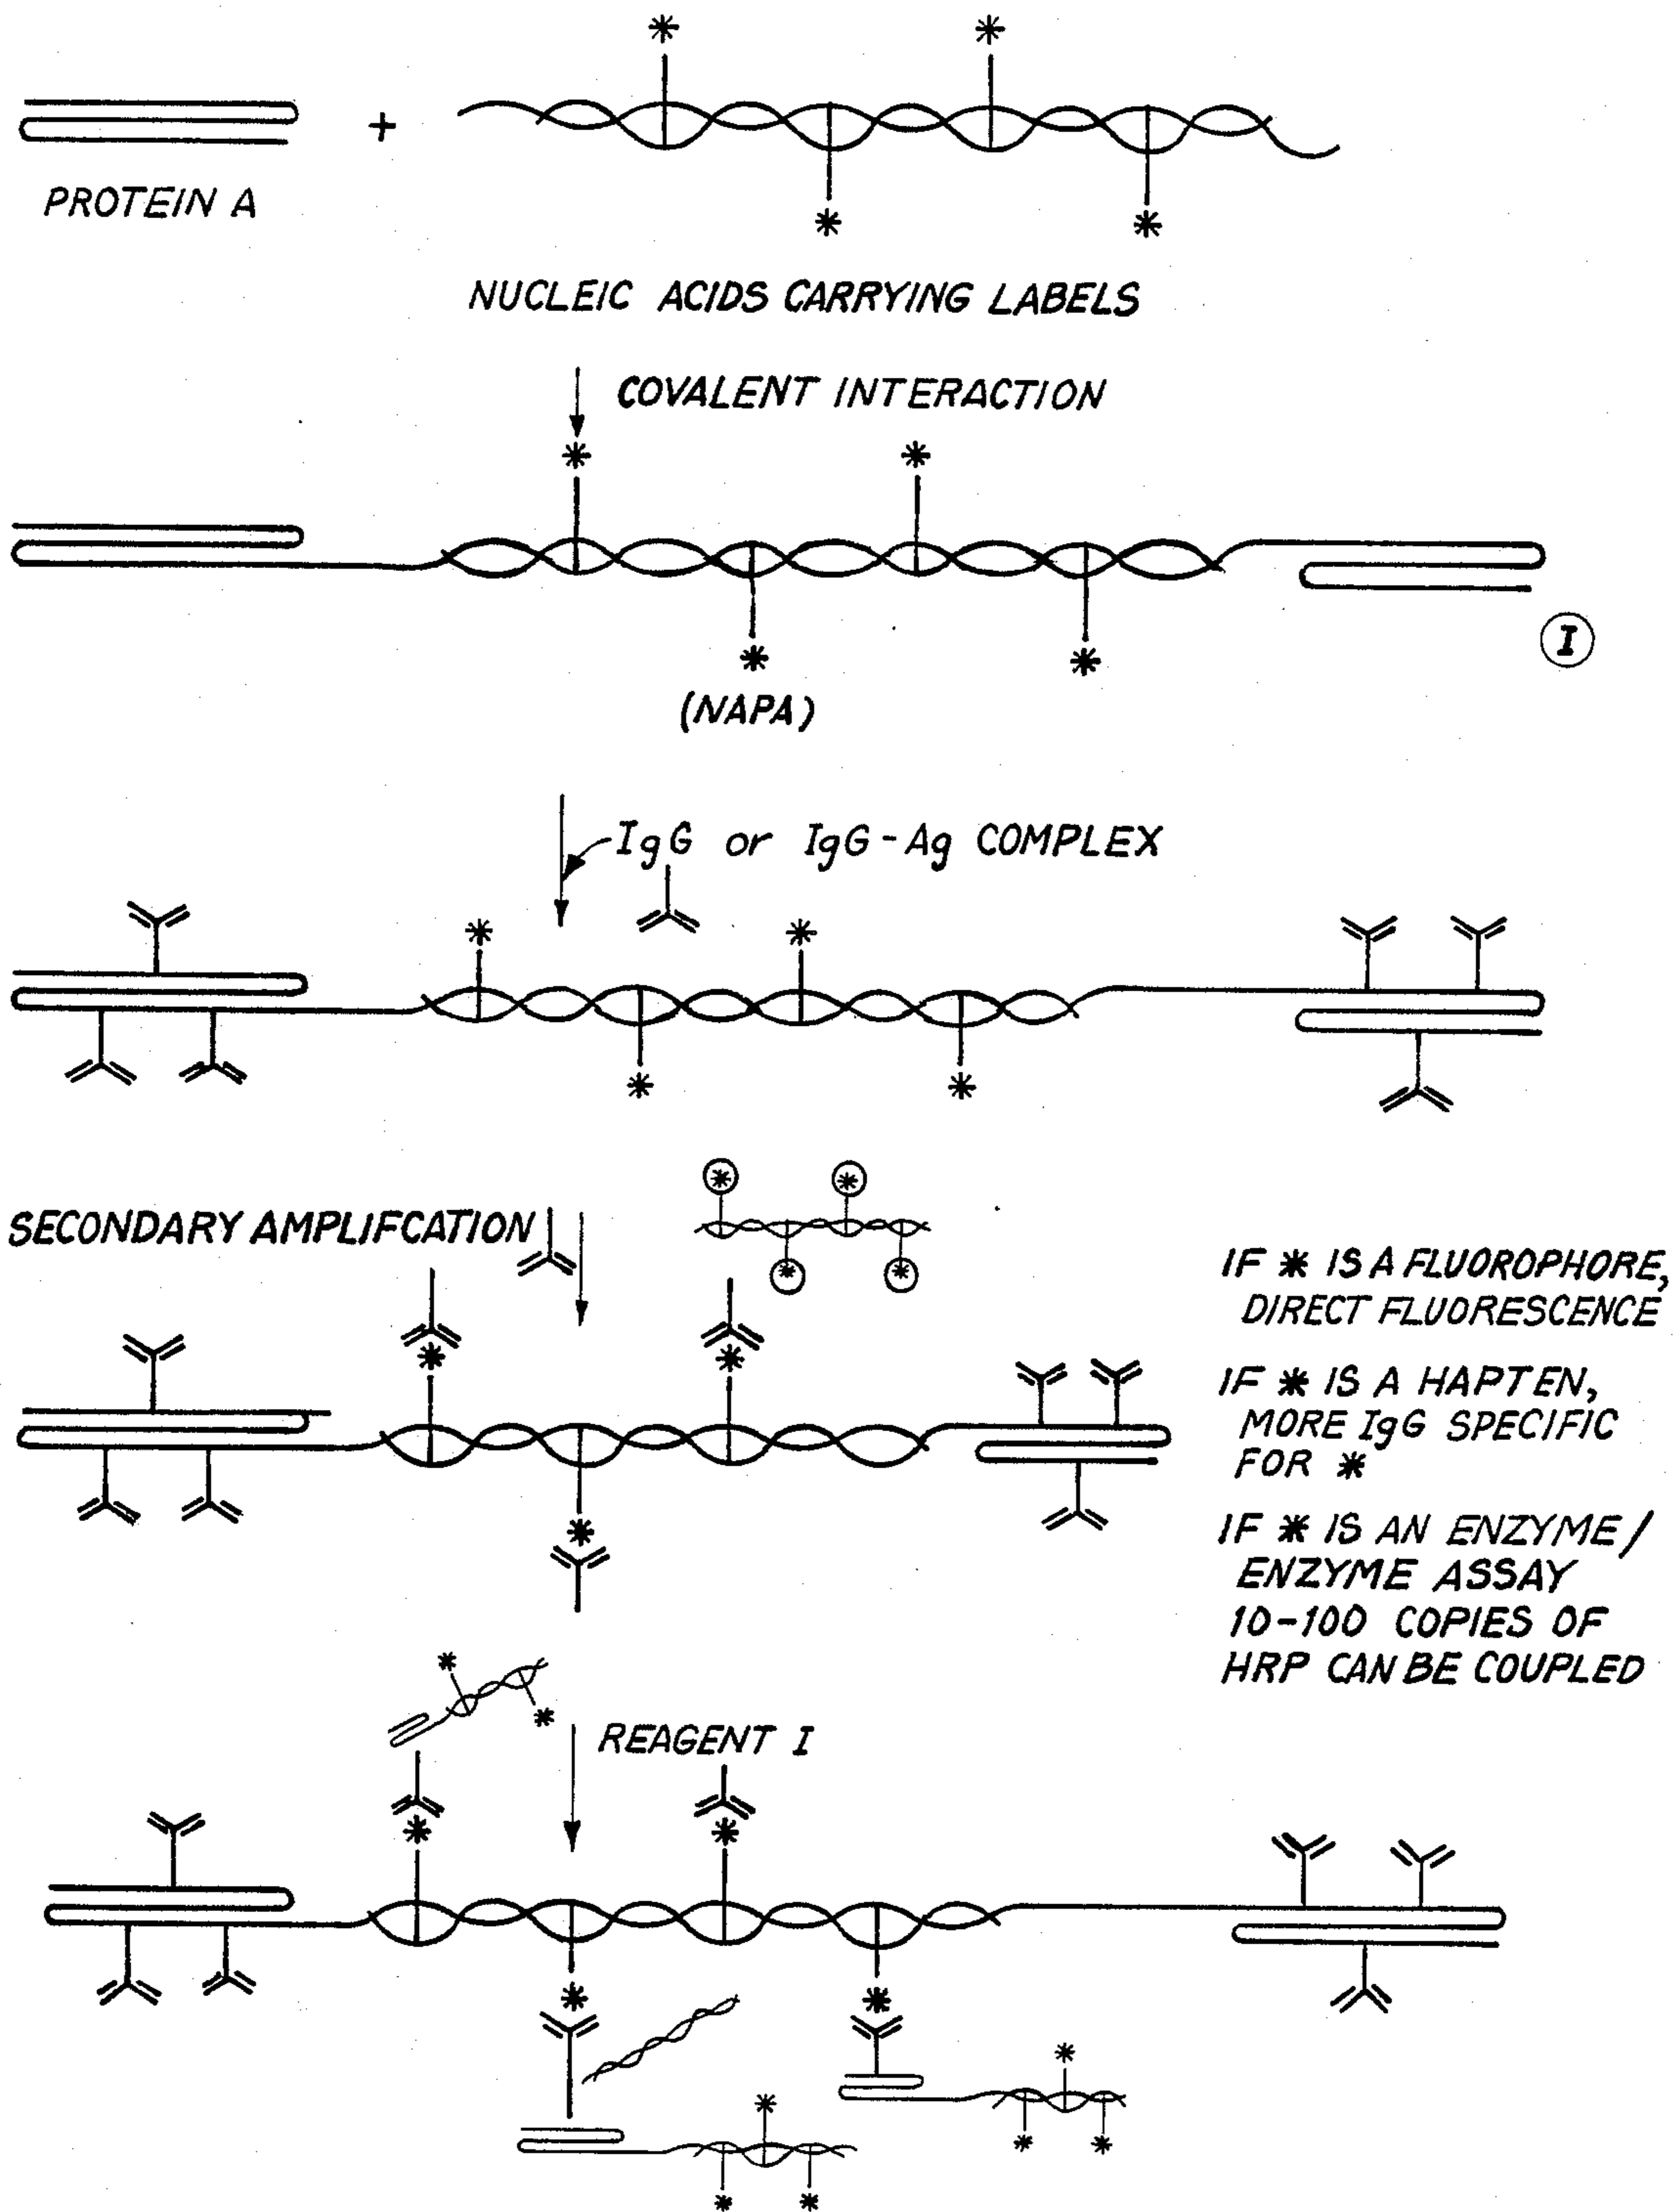 +
PROTEIN A
NUCLEIC ACIDS CARRYING LABELS
COVALENT INTERACTION
I
(NAPA)
IgG or IgG-Ag COMPLEX
SECONDARY AMPLIFCATION
IF * IS A FLUOROPHORE,
DIRECT FLUORESCENCE
IF * IS A HAPTEN,
MORE IgG SPECIFIC
FOR *
IF * IS AN ENZYME/
ENZYME ASSAY
10-100 COPIES OF
HRP CAN BE COUPLED
REAGENT I